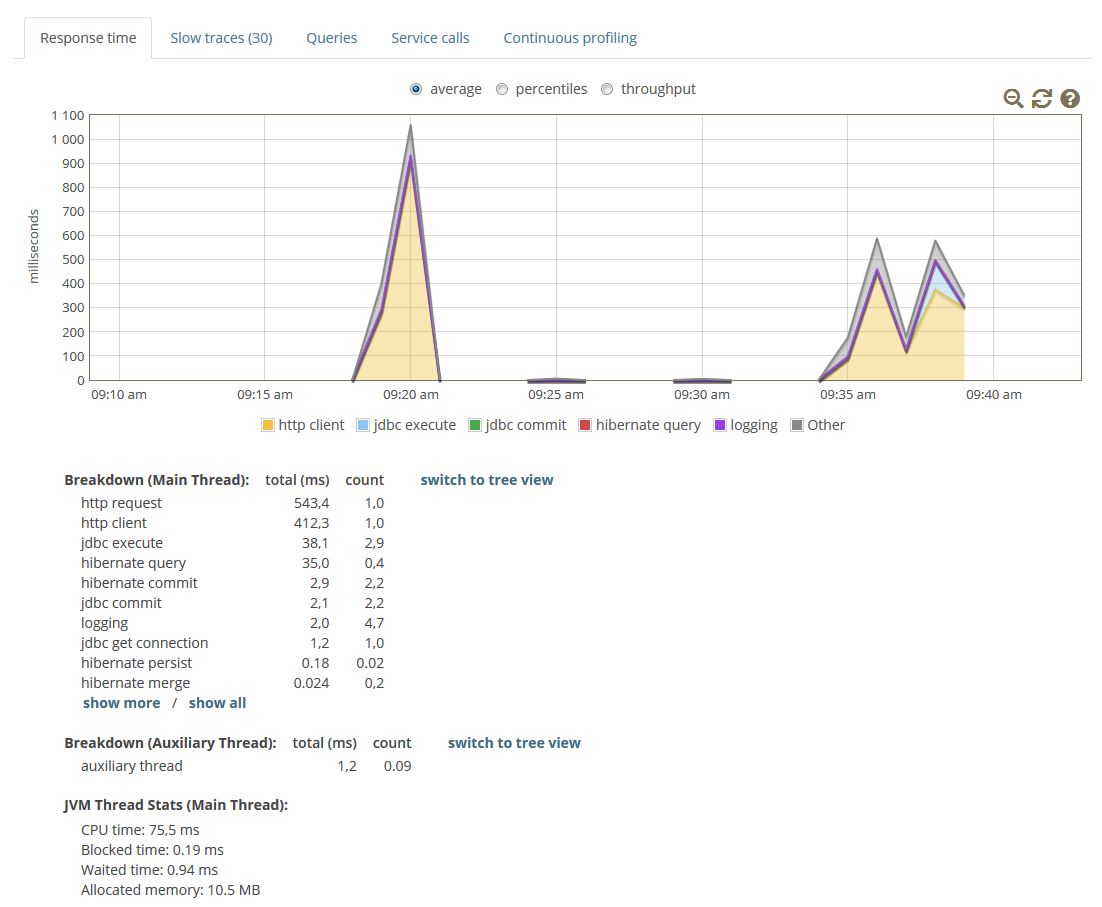 Response time Slow traces (30) Queries Service calls Continuous profiling
average percentiles throughput
1 100
1 000
900
800
700
600
500
400
300
200
100
0
milliseconds
09:10 am 09:15 am 09:20 am 09:25 am 09:30 am 09:35 am 09:40 am
http client jdbc execute jdbc commit hibernate query logging Other
Breakdown (Main Thread): total (ms) count switch to tree view
http request 543,4 1,0
http client 412,3 1,0
jdbc execute 38,1 2,9
hibernate query 35,0 0,4
hibernate commit 2,9 2,2
jdbc commit 2,1 2,2
logging 2,0 4,7
jdbc get connection 1,2 1,0
hibernate persist 0.18 0.02
hibernate merge 0.024 0,2
show more / show all
Breakdown (Auxiliary Thread): total (ms) count switch to tree view
auxiliary thread 1,2 0.09
JVM Thread Stats (Main Thread):
CPU time: 75,5 ms
Blocked time: 0.19 ms
Waited time: 0.94 ms
Allocated memory: 10.5 MB